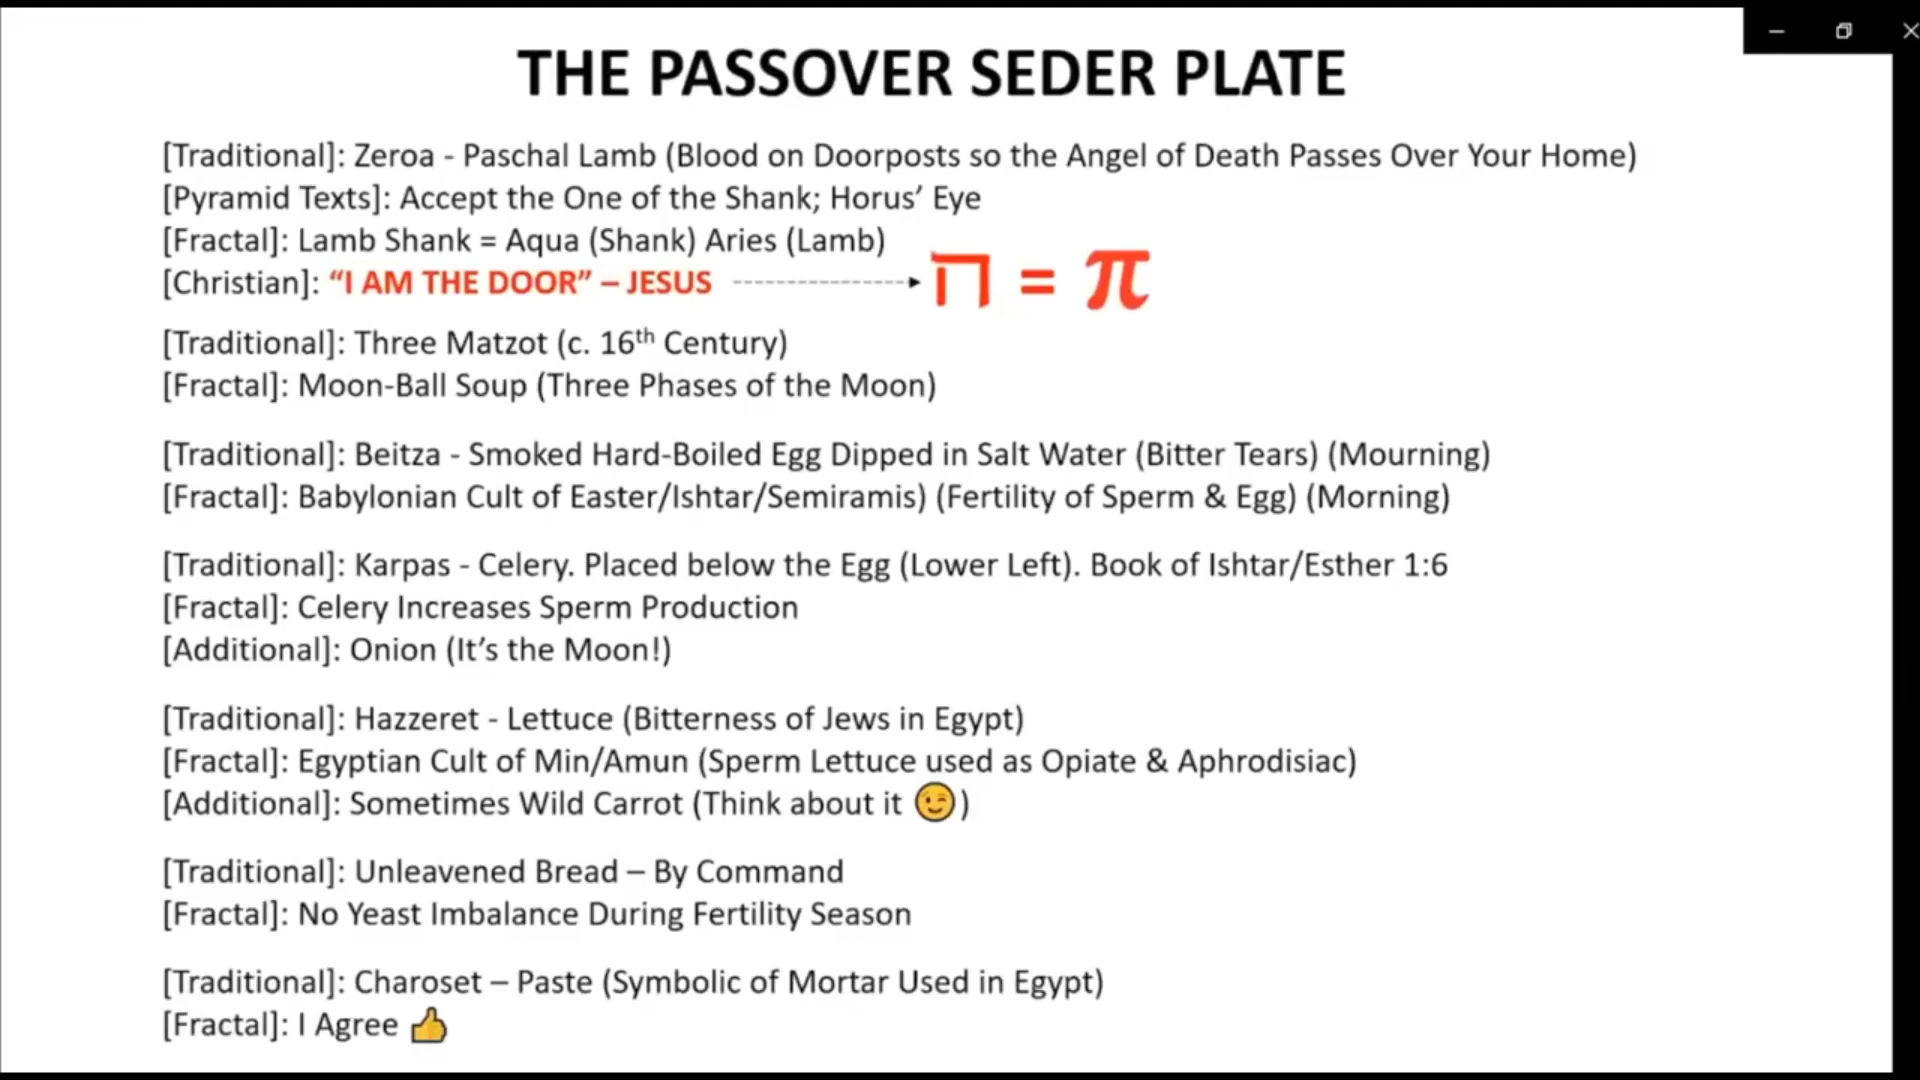 THE PASSOVER SEDER PLATE
[Traditional]: Zeroa - Paschal Lamb (Blood on Doorposts so the Angel of Death Passes Over Your Home)
[Pyramid Texts]: Accept the One of the Shank; Horus’ Eye
[Fractal]: Lamb Shank = Aqua (Shank) Aries (Lamb)
[Christian]: “I AM THE DOOR” – JESUS ת = π
[Traditional]: Three Matzot (c. 16th Century)
[Fractal]: Moon-Ball Soup (Three Phases of the Moon)
[Traditional]: Beitza - Smoked Hard-Boiled Egg Dipped in Salt Water (Bitter Tears) (Mourning)
[Fractal]: Babylonian Cult of Easter/Ishtar/Semiramis) (Fertility of Sperm & Egg) (Morning)
[Traditional]: Karpas - Celery. Placed below the Egg (Lower Left). Book of Ishtar/Esther 1:6
[Fractal]: Celery Increases Sperm Production
[Additional]: Onion (It’s the Moon!)
[Traditional]: Hazzeret - Lettuce (Bitterness of Jews in Egypt)
[Fractal]: Egyptian Cult of Min/Amun (Sperm Lettuce used as Opiate & Aphrodisiac)
[Additional]: Sometimes Wild Carrot (Think about it 😉)
[Traditional]: Unleavened Bread – By Command
[Fractal]: No Yeast Imbalance During Fertility Season
[Traditional]: Charoset – Paste (Symbolic of Mortar Used in Egypt)
[Fractal]: I Agree 👍